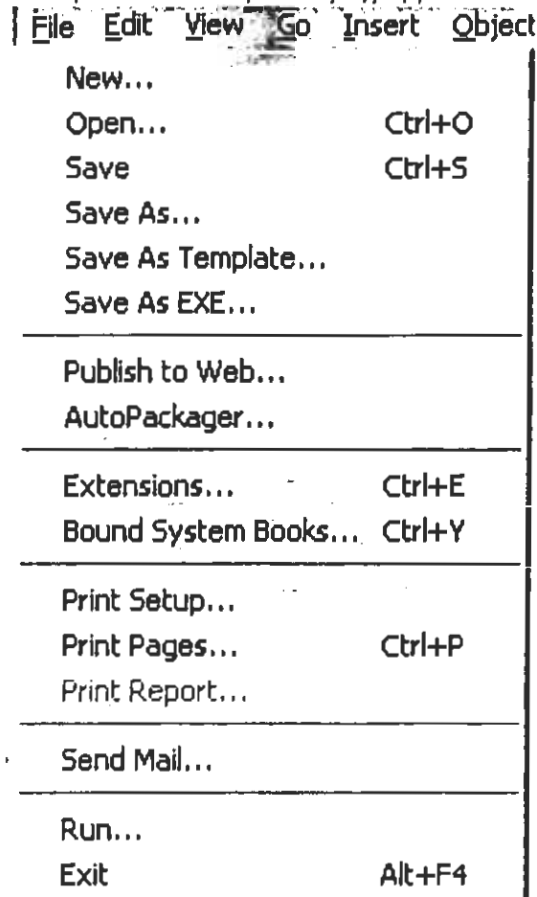 File Edit View Go Insert Object
New...
Open... Ctrl+O
Save Ctrl+S
Save As...
Save As Template...
Save As EXE...
Publish to Web...
AutoPackager...
Extensions... Ctrl+E
Bound System Books... Ctrl+Y
Print Setup...
Print Pages... Ctrl+P
Print Report...
Send Mail...
Run...
Exit Alt+F4